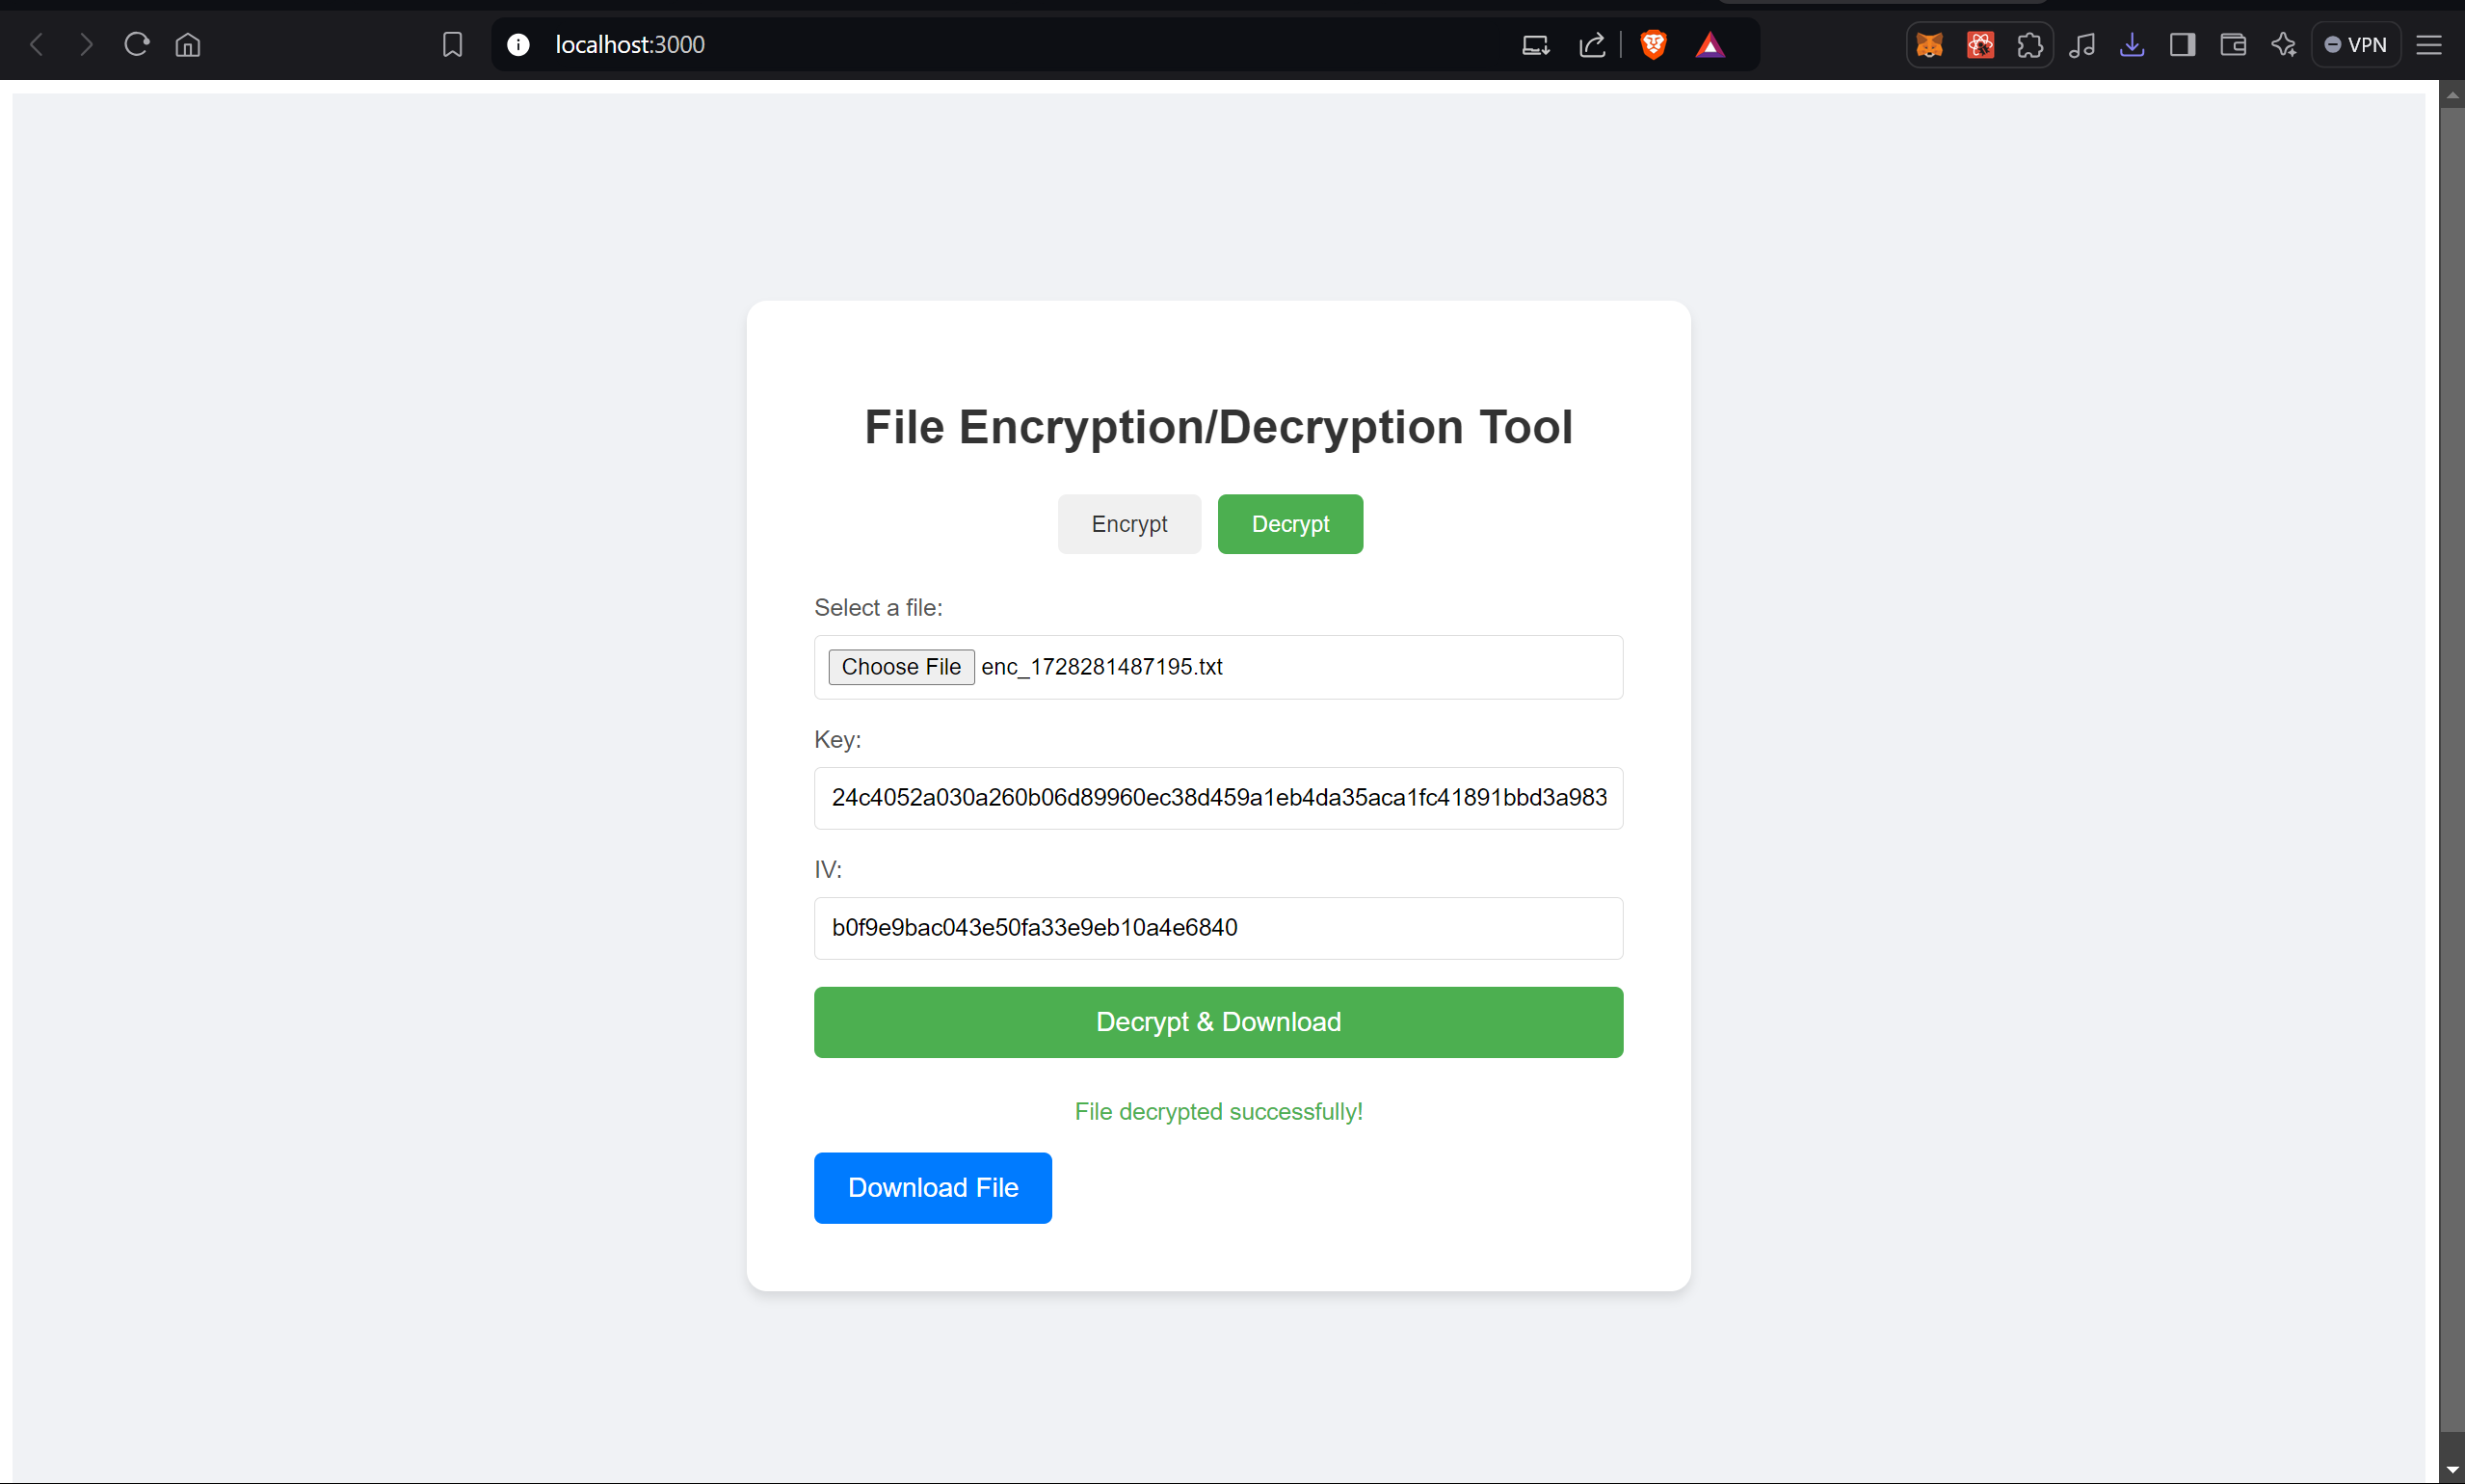 localhost:3000
VPN
File Encryption/Decryption Tool
Encrypt Decrypt
Select a file:
Choose File enc_1728281487195.txt
Key:
24c4052a030a260b06d89960ec38d459a1eb4da35aca1fc41891bbd3a983
IV:
b0f9e9bac043e50fa33e9eb10a4e6840
Decrypt & Download
File decrypted successfully!
Download File